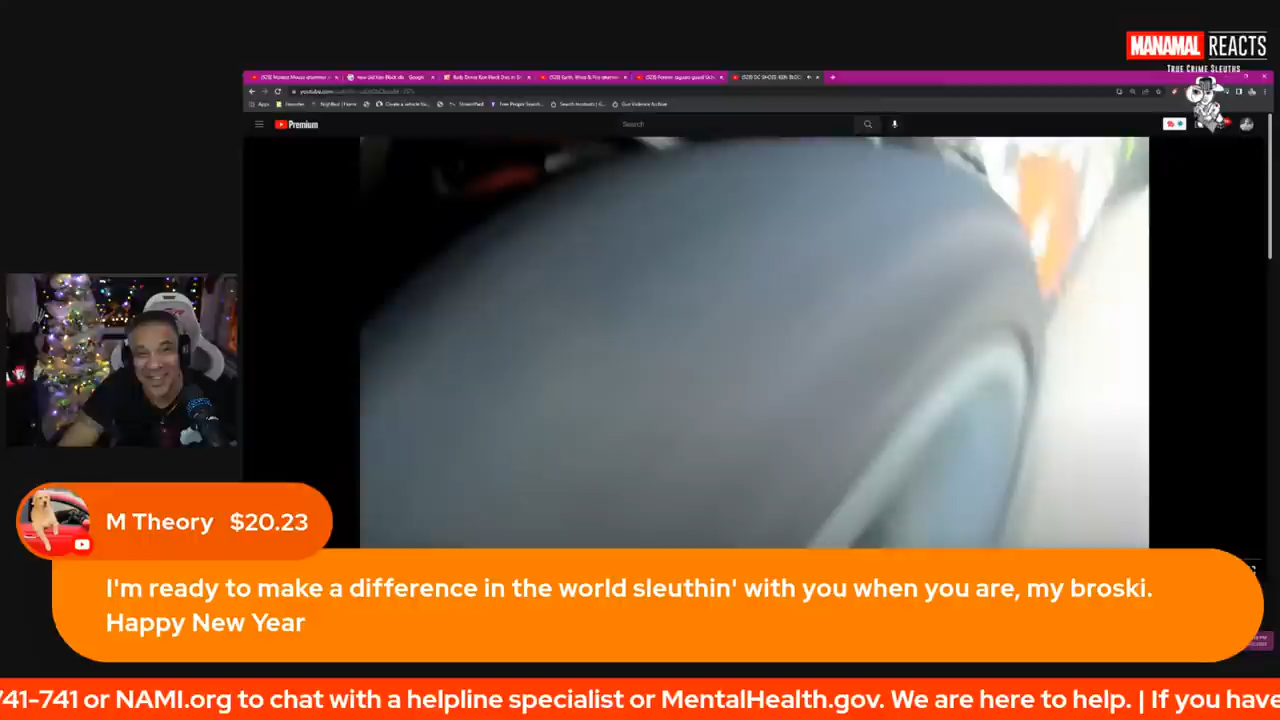 MANAMAL REACTS
TRUE CRIME SLEUTHS
Premium
Search
M Theory $20.23
I'm ready to make a difference in the world sleuthin' with you when you are, my broski.
Happy New Year
741-741 or NAMI.org to chat with a helpline specialist or MentalHealth.gov. We are here to help. | If you have